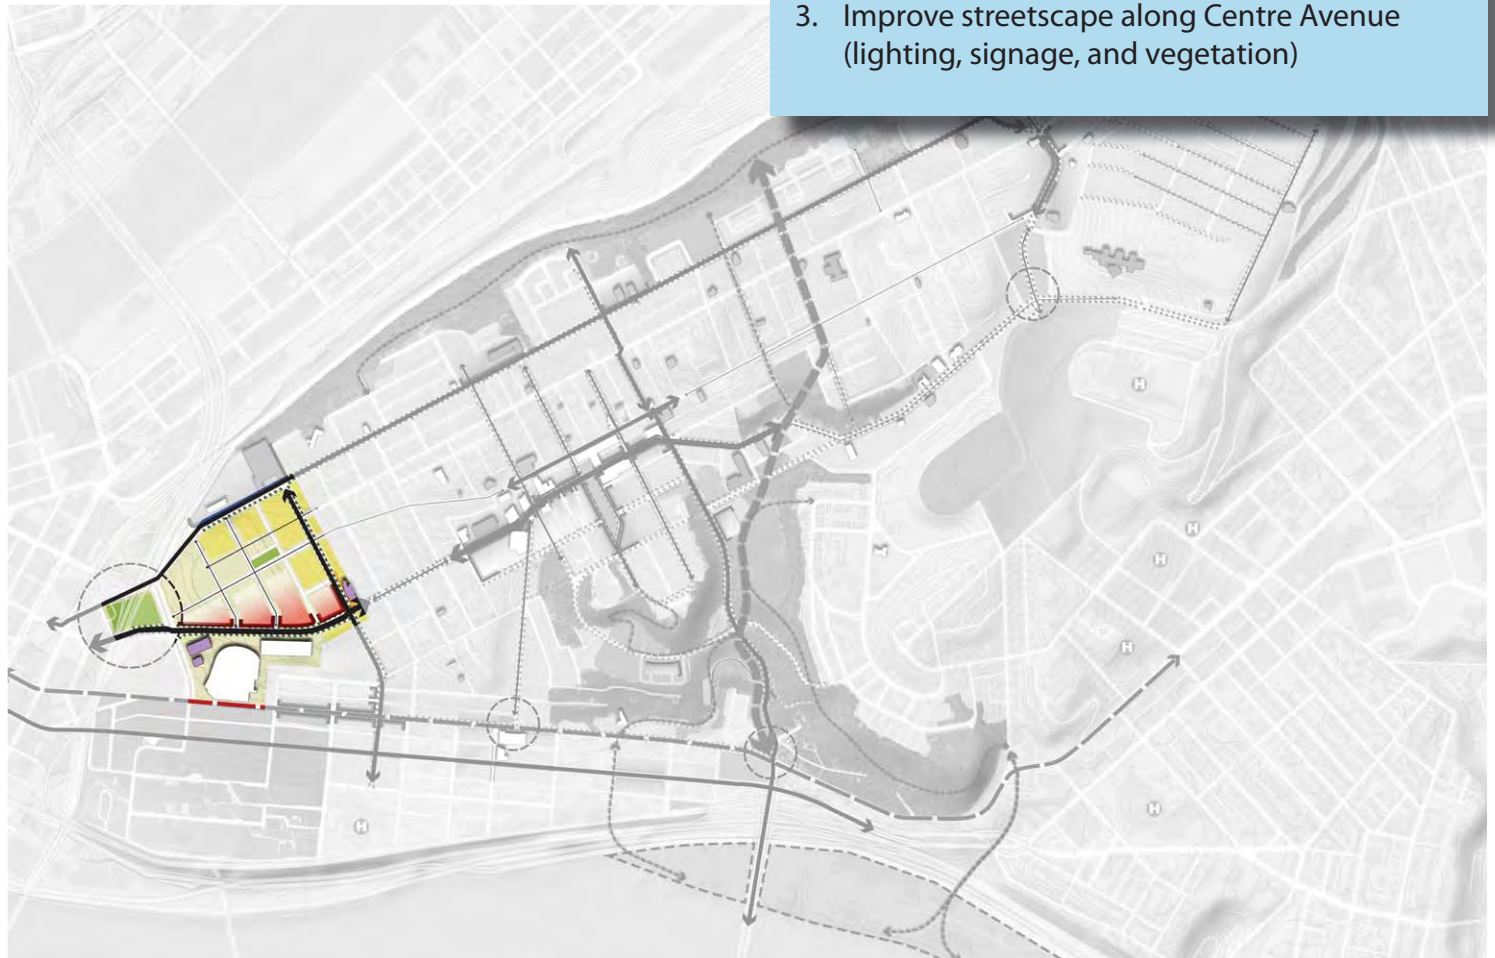 3. Improve streetscape along Centre Avenue
(lighting, signage, and vegetation)
H
H
H
H
H
H